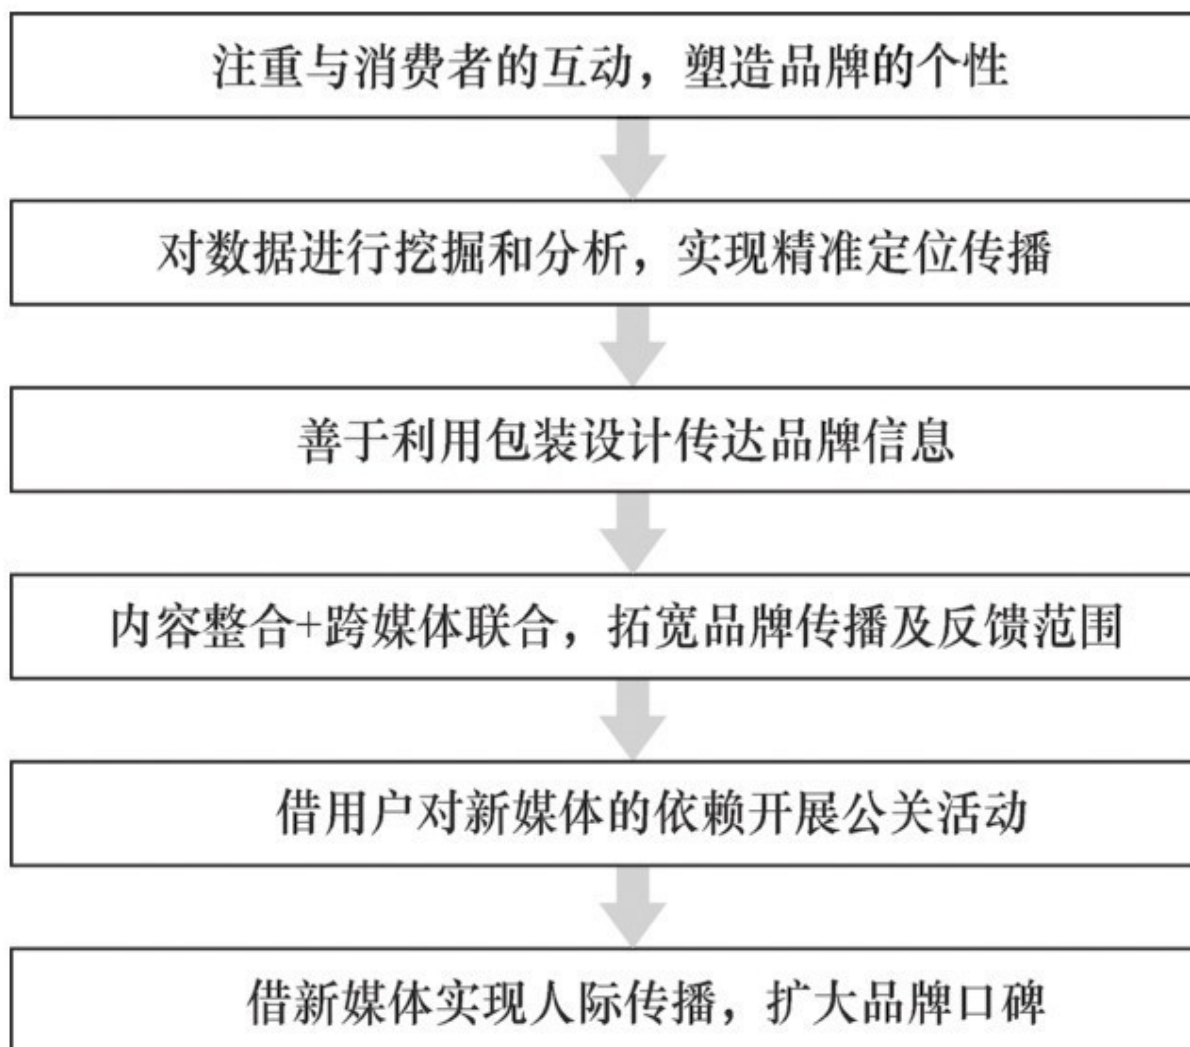 注重与消费者的互动，塑造品牌的个性
对数据进行挖掘和分析，实现精准定位传播
善于利用包装设计传达品牌信息
内容整合+跨媒体联合，拓宽品牌传播及反馈范围
借用户对新媒体的依赖开展公关活动
借新媒体实现人际传播，扩大品牌口碑